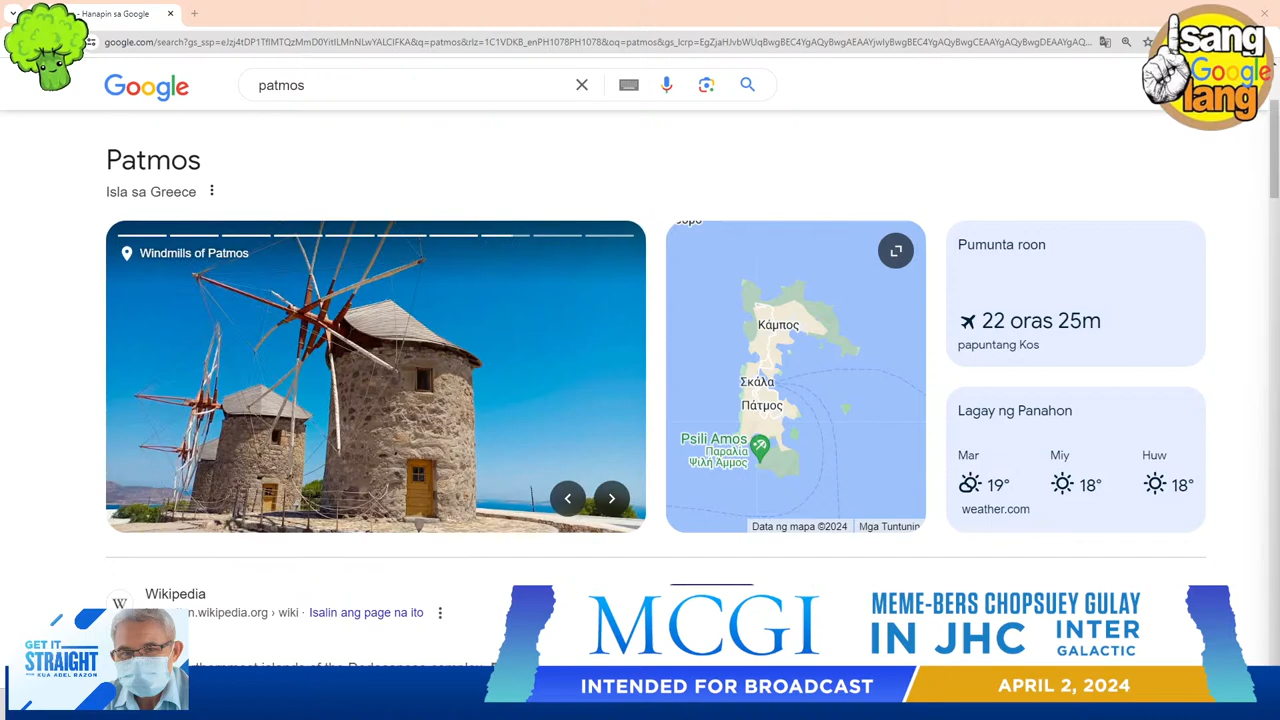 - Hanapin sa Google
google.com/search?gs_ssp=eJzj4tDP1TfIMTQzMmD0YitILMnNLwYALClFKA&q=patmos&rlz=1C1VDKB_enPH1078PH1078&oq=patmos&gs_lcrp=EgZjaHJvbWUqBwgBEC4YgAQyBwgAEAAYjwIyBwgBEC4YgAQyBwgCEAAYgAQyBwgDEAAYgAQ...
Google
patmos
1sang
Google
lang
Patmos
Isla sa Greece
Windmills of Patmos
Κάμπος
Σκάλα
Πάτμος
Psili Amos
Παραλία
Ψιλή Άμμος
Data ng mapa ©2024
Mga Tuntunin
Pumunta roon
22 oras 25m
papuntang Kos
Lagay ng Panahon
Mar Miy Huw
19° 18° 18°
weather.com
W
Wikipedia
n.wikipedia.org › wiki · Isalin ang page na ito
GET IT
STRAIGHT
KUA ADEL RAZON
MCGI
MEME-BERS CHOPSUEY GULAY
IN JHC INTER
GALACTIC
INTENDED FOR BROADCAST
APRIL 2, 2024